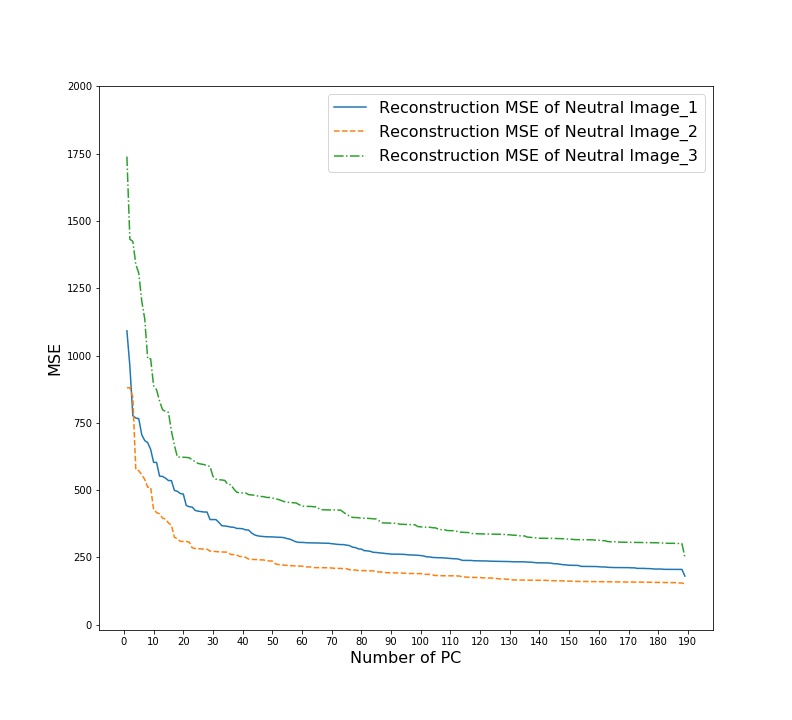 2000
1750
1500
1250
1000
750
500
250
0
MSE
Reconstruction MSE of Neutral Image_1
Reconstruction MSE of Neutral Image_2
Reconstruction MSE of Neutral Image_3
0 10 20 30 40 50 60 70 80 90 100 110 120 130 140 150 160 170 180 190
Number of PC